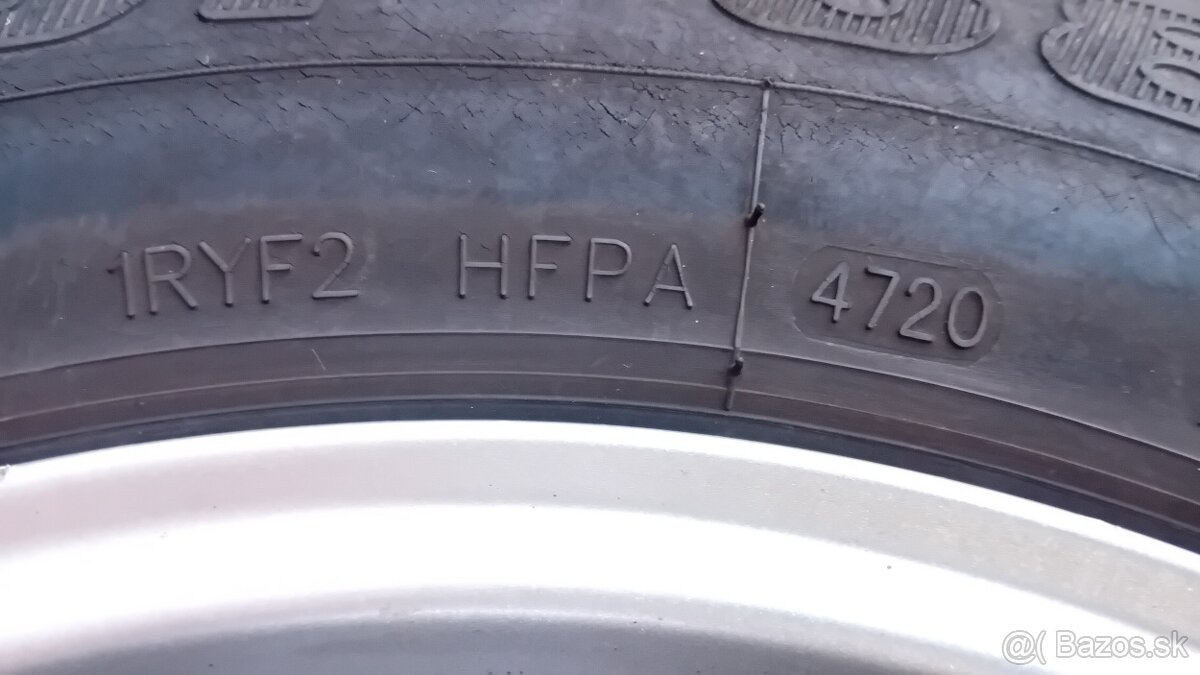 1RYF2 HFPA 4720
@( Bazos.sk